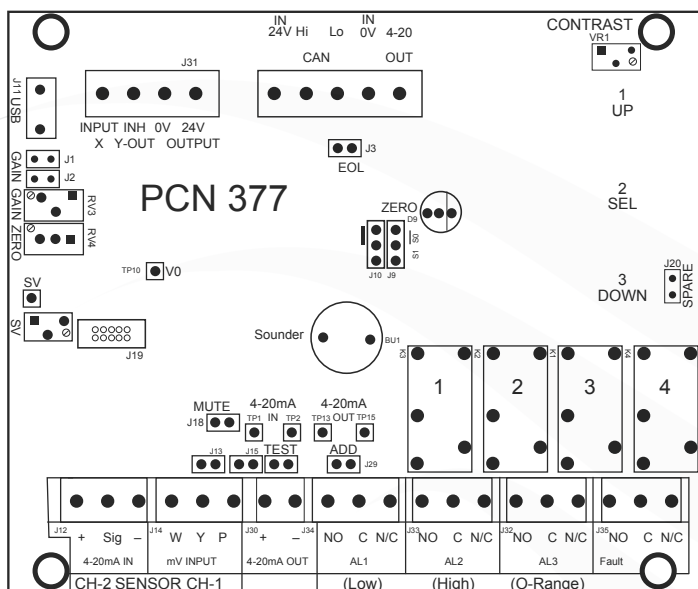 IN IN
24V Hi Lo 0V 4-20
CAN OUT
CONTRAST
VR1
J31
J11 USB
INPUT INH 0V 24V
X Y-OUT OUTPUT
1
UP
J3
EOL
GAIN J1
J2
GAIN RV3
ZERO RV4
PCN 377
2
SEL
ZERO
D9
S0
S1
J10 J9
TP10 V0
J20
SPARE
3
DOWN
SV
SV
J19
Sounder
BU1
K3 K2 K1 K4
1 2 3 4
MUTE
J18
4-20mA 4-20mA
TP1 IN TP2 TP13 OUT TP15
J13 J15 TEST ADD J29
J12 J14 J30 J34 J33 J32 J35
+ Sig – W Y P + – NO C N/C NO C N/C NO C N/C NO C N/C
4-20mA IN mV INPUT 4-20mA OUT AL1 AL2 AL3 Fault
CH-2 SENSOR CH-1 (Low) (High) (O-Range)